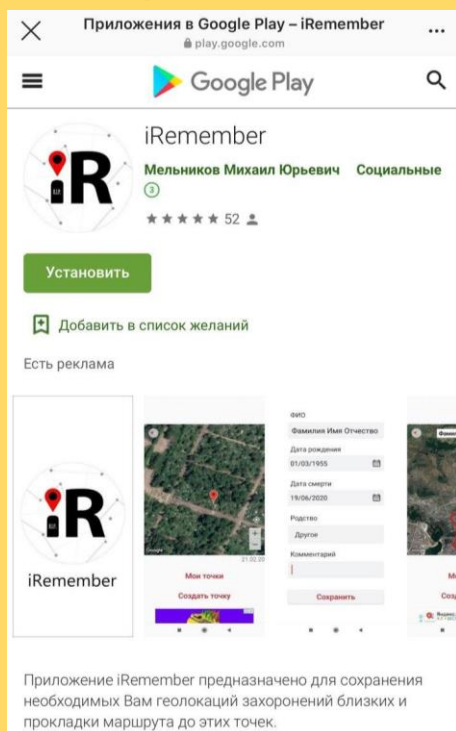 Приложения в Google Play – iRemember
play.google.com
Google Play
iR
iRemember
Мельников Михаил Юрьевич Социальные
3
52
Установить
Добавить в список желаний
Есть реклама
iR
iRemember
Google
Мои точки
Создать точку
ФИО
Фамилия Имя Отчество
Дата рождения
01/03/1955
Дата смерти
19/06/2020
Родство
Другое
Комментарий
Сохранить
Приложение iRemember предназначено для сохранения
необходимых Вам геолокаций захоронений близких и
прокладки маршрута до этих точек.